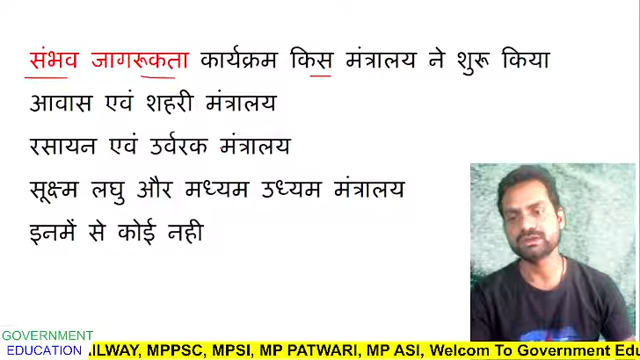 संभव जागरूकता कार्यक्रम किस मंत्रालय ने शुरू किया
आवास एवं शहरी मंत्रालय
रसायन एवं उर्वरक मंत्रालय
सूक्ष्म लघु और मध्यम उध्यम मंत्रालय
इनमें से कोई नही
GOVERNMENT
EDUCATION
ILWAY, MPPSC, MPSI, MP PATWARI, MP ASI, Welcom To Government Edu